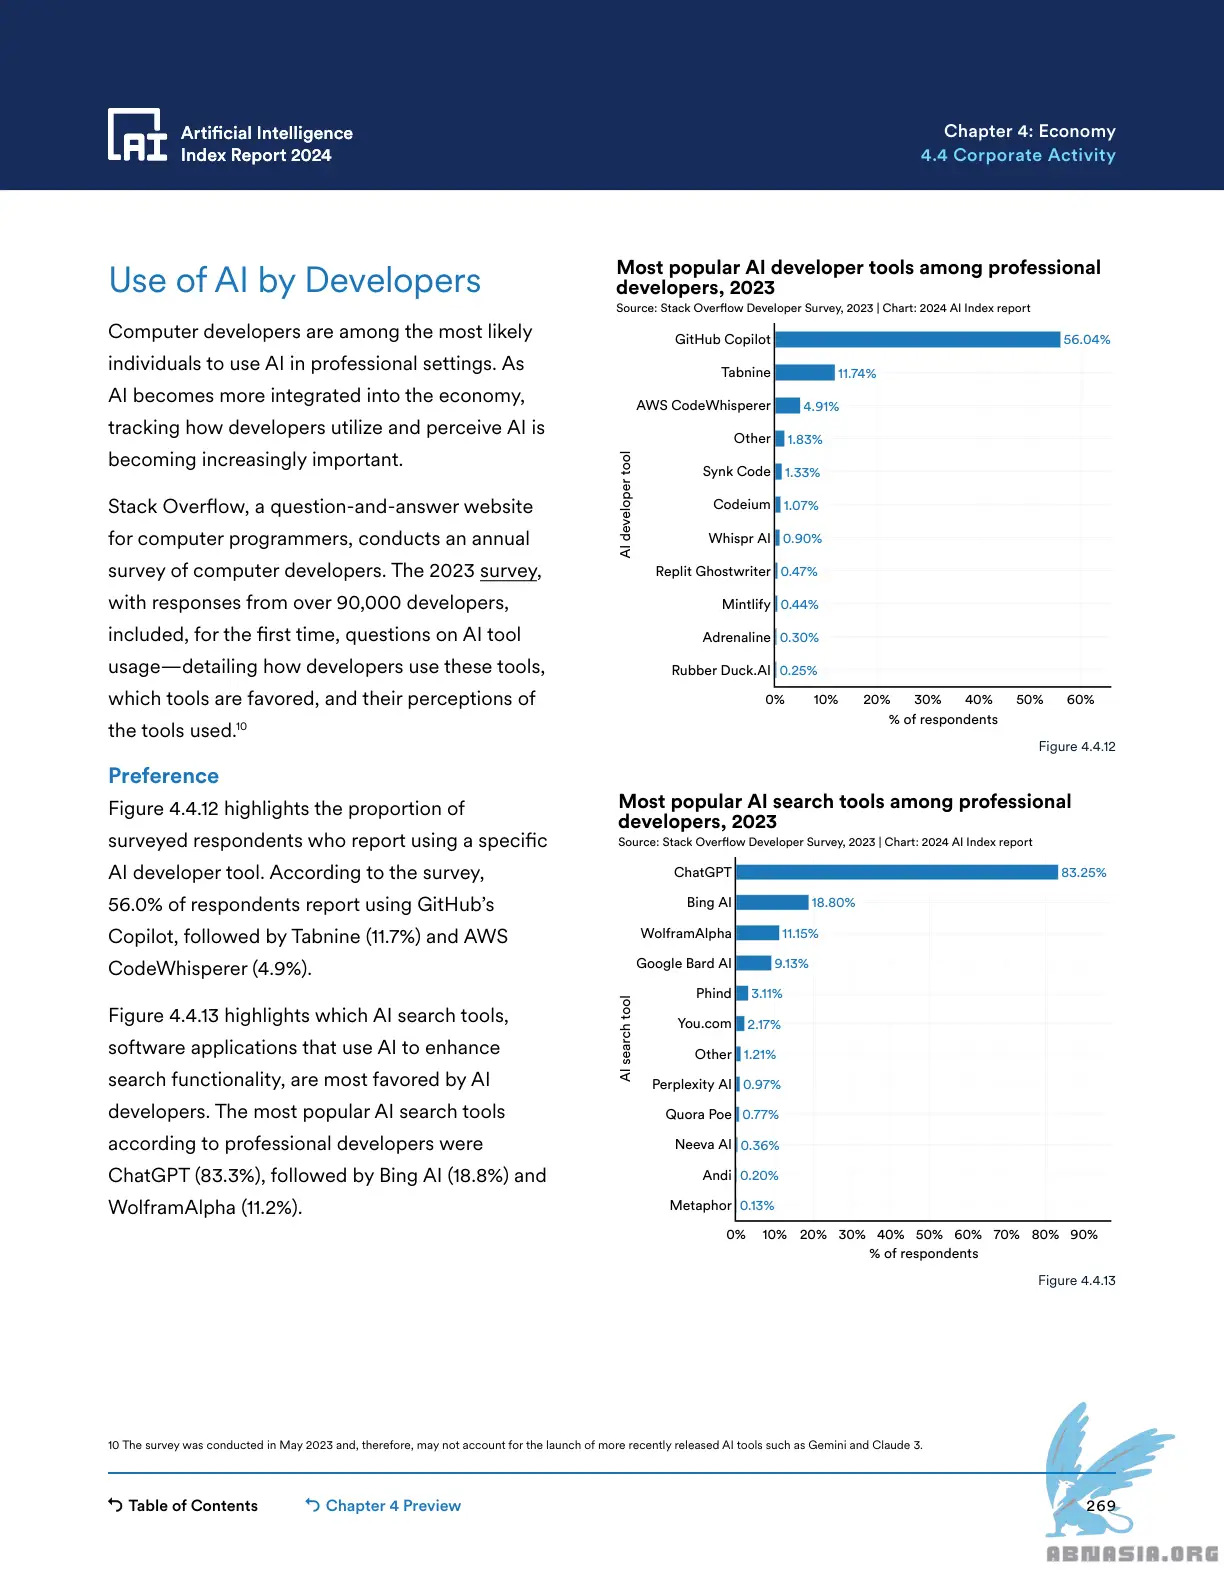 Artificial Intelligence
Index Report 2024
Chapter 4: Economy
4.4 Corporate Activity
Use of AI by Developers
Computer developers are among the most likely
individuals to use AI in professional settings. As
AI becomes more integrated into the economy,
tracking how developers utilize and perceive AI is
becoming increasingly important.
Stack Overflow, a question-and-answer website
for computer programmers, conducts an annual
survey of computer developers. The 2023 survey,
with responses from over 90,000 developers,
included, for the first time, questions on AI tool
usage—detailing how developers use these tools,
which tools are favored, and their perceptions of
the tools used.10
Preference
Figure 4.4.12 highlights the proportion of
surveyed respondents who report using a specific
AI developer tool. According to the survey,
56.0% of respondents report using GitHub's
Copilot, followed by Tabnine (11.7%) and AWS
CodeWhisperer (4.9%).
Figure 4.4.13 highlights which AI search tools,
software applications that use AI to enhance
search functionality, are most favored by AI
developers. The most popular AI search tools
according to professional developers were
ChatGPT (83.3%), followed by Bing AI (18.8%) and
WolframAlpha (11.2%).
Most popular AI developer tools among professional
developers, 2023
Source: Stack Overflow Developer Survey, 2023 | Chart: 2024 AI Index report
AI developer tool
GitHub Copilot 56.04%
Tabnine 11.74%
AWS CodeWhisperer 4.91%
Other 1.83%
Synk Code 1.33%
Codeium 1.07%
Whispr AI 0.90%
Replit Ghostwriter 0.47%
Mintlify 0.44%
Adrenaline 0.30%
Rubber Duck.AI 0.25%
0% 10% 20% 30% 40% 50% 60%
% of respondents
Figure 4.4.12
Most popular AI search tools among professional
developers, 2023
Source: Stack Overflow Developer Survey, 2023 | Chart: 2024 AI Index report
AI search tool
ChatGPT 83.25%
Bing AI 18.80%
WolframAlpha 11.15%
Google Bard AI 9.13%
Phind 3.11%
You.com 2.17%
Other 1.21%
Perplexity AI 0.97%
Quora Poe 0.77%
Neeva AI 0.36%
Andi 0.20%
Metaphor 0.13%
0% 10% 20% 30% 40% 50% 60% 70% 80% 90%
% of respondents
Figure 4.4.13
10 The survey was conducted in May 2023 and, therefore, may not account for the launch of more recently released AI tools such as Gemini and Claude 3.
Table of Contents
Chapter 4 Preview
269
ABNASIA.ORG